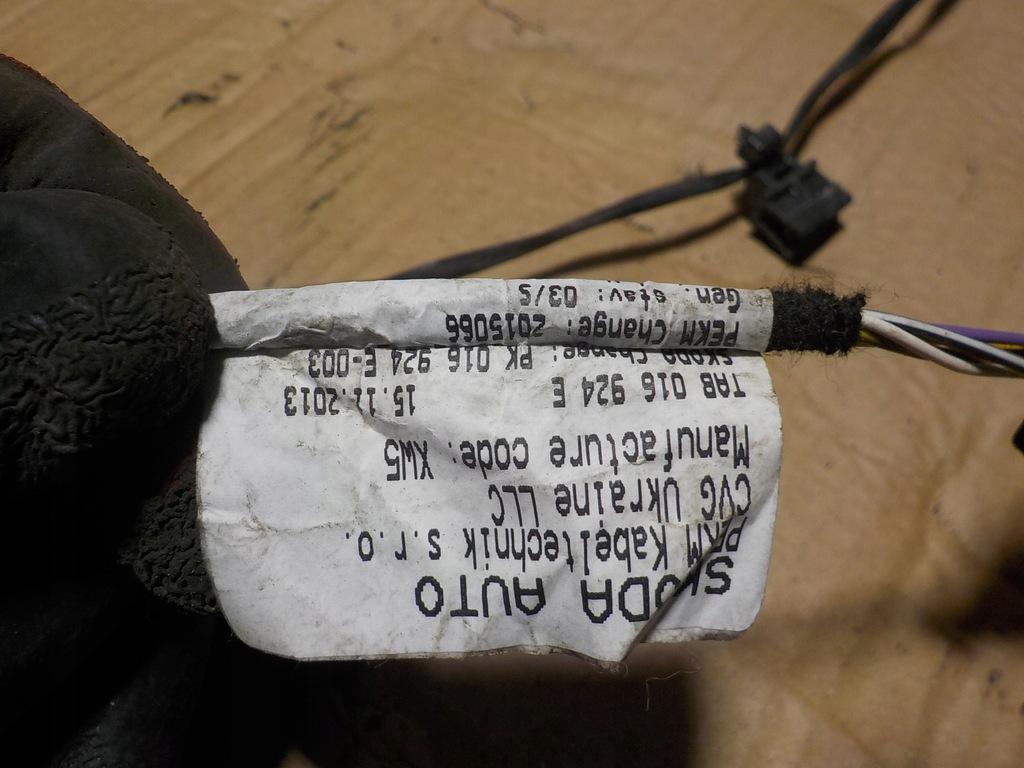 SKODA AUTO
PEKM Kabeltechnik s.r.o.
CVG Ukraine LLC
Manufacture code: XW5
TAB 016 924 E 15.11.2013
SKODA Change: PK 016 924 E-003
PEKM Change: Z015066
Gen. stav: 03/5